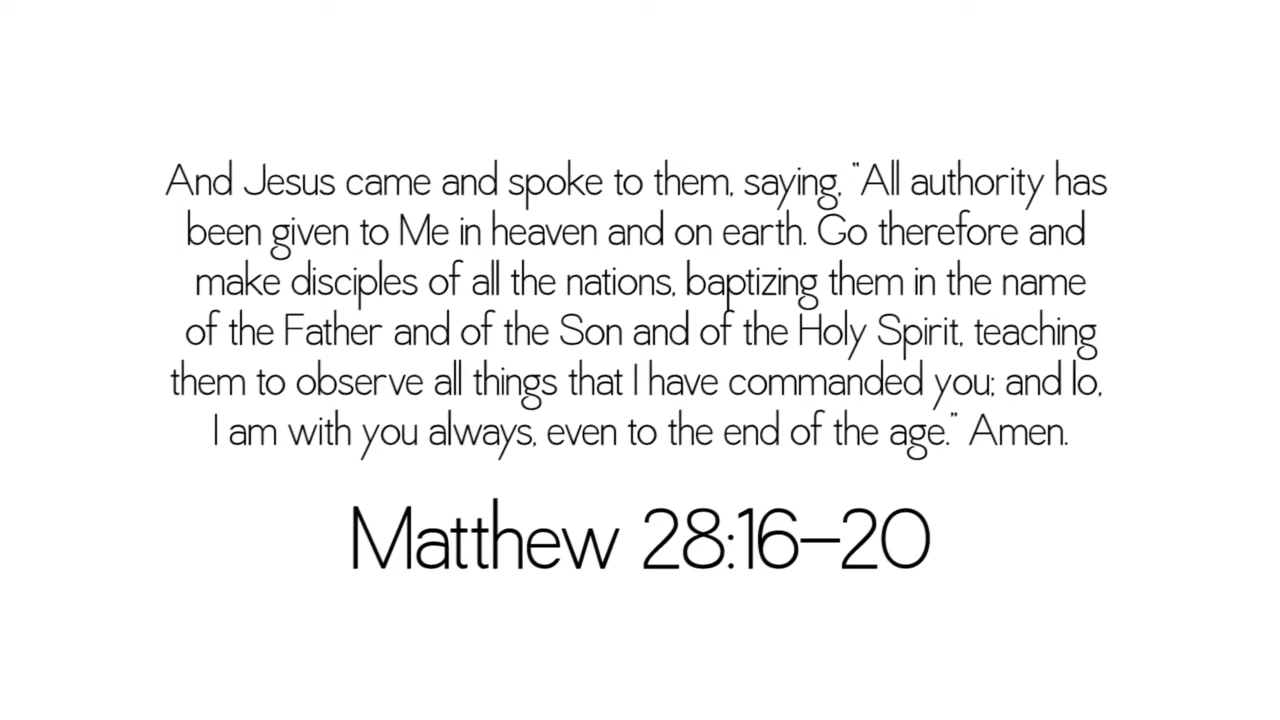 And Jesus came and spoke to them, saying, "All authority has
been given to Me in heaven and on earth. Go therefore and
make disciples of all the nations, baptizing them in the name
of the Father and of the Son and of the Holy Spirit, teaching
them to observe all things that I have commanded you; and lo,
I am with you always, even to the end of the age." Amen.
Matthew 28:16–20